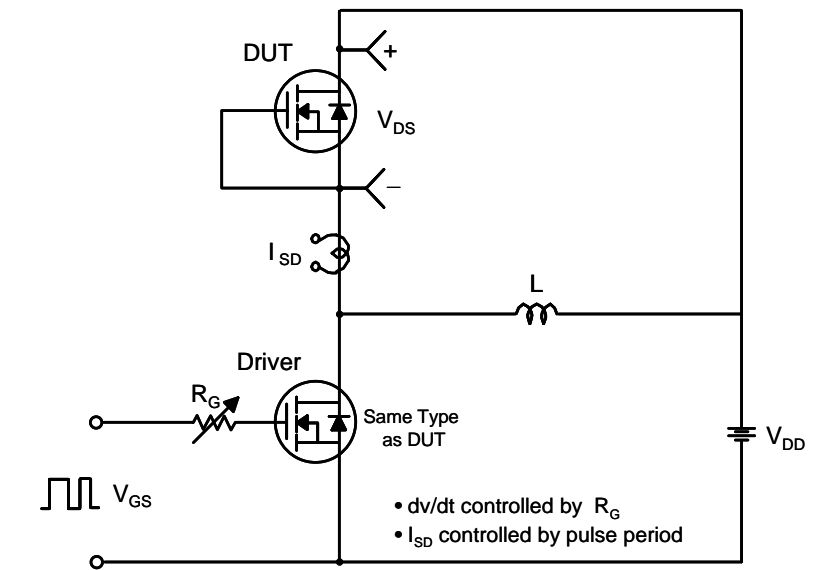 DUT
+
V_DS
−
I_SD
L
Driver
R_G
Same Type
as DUT
V_DD
V_GS
• dv/dt controlled by R_G
• I_SD controlled by pulse period